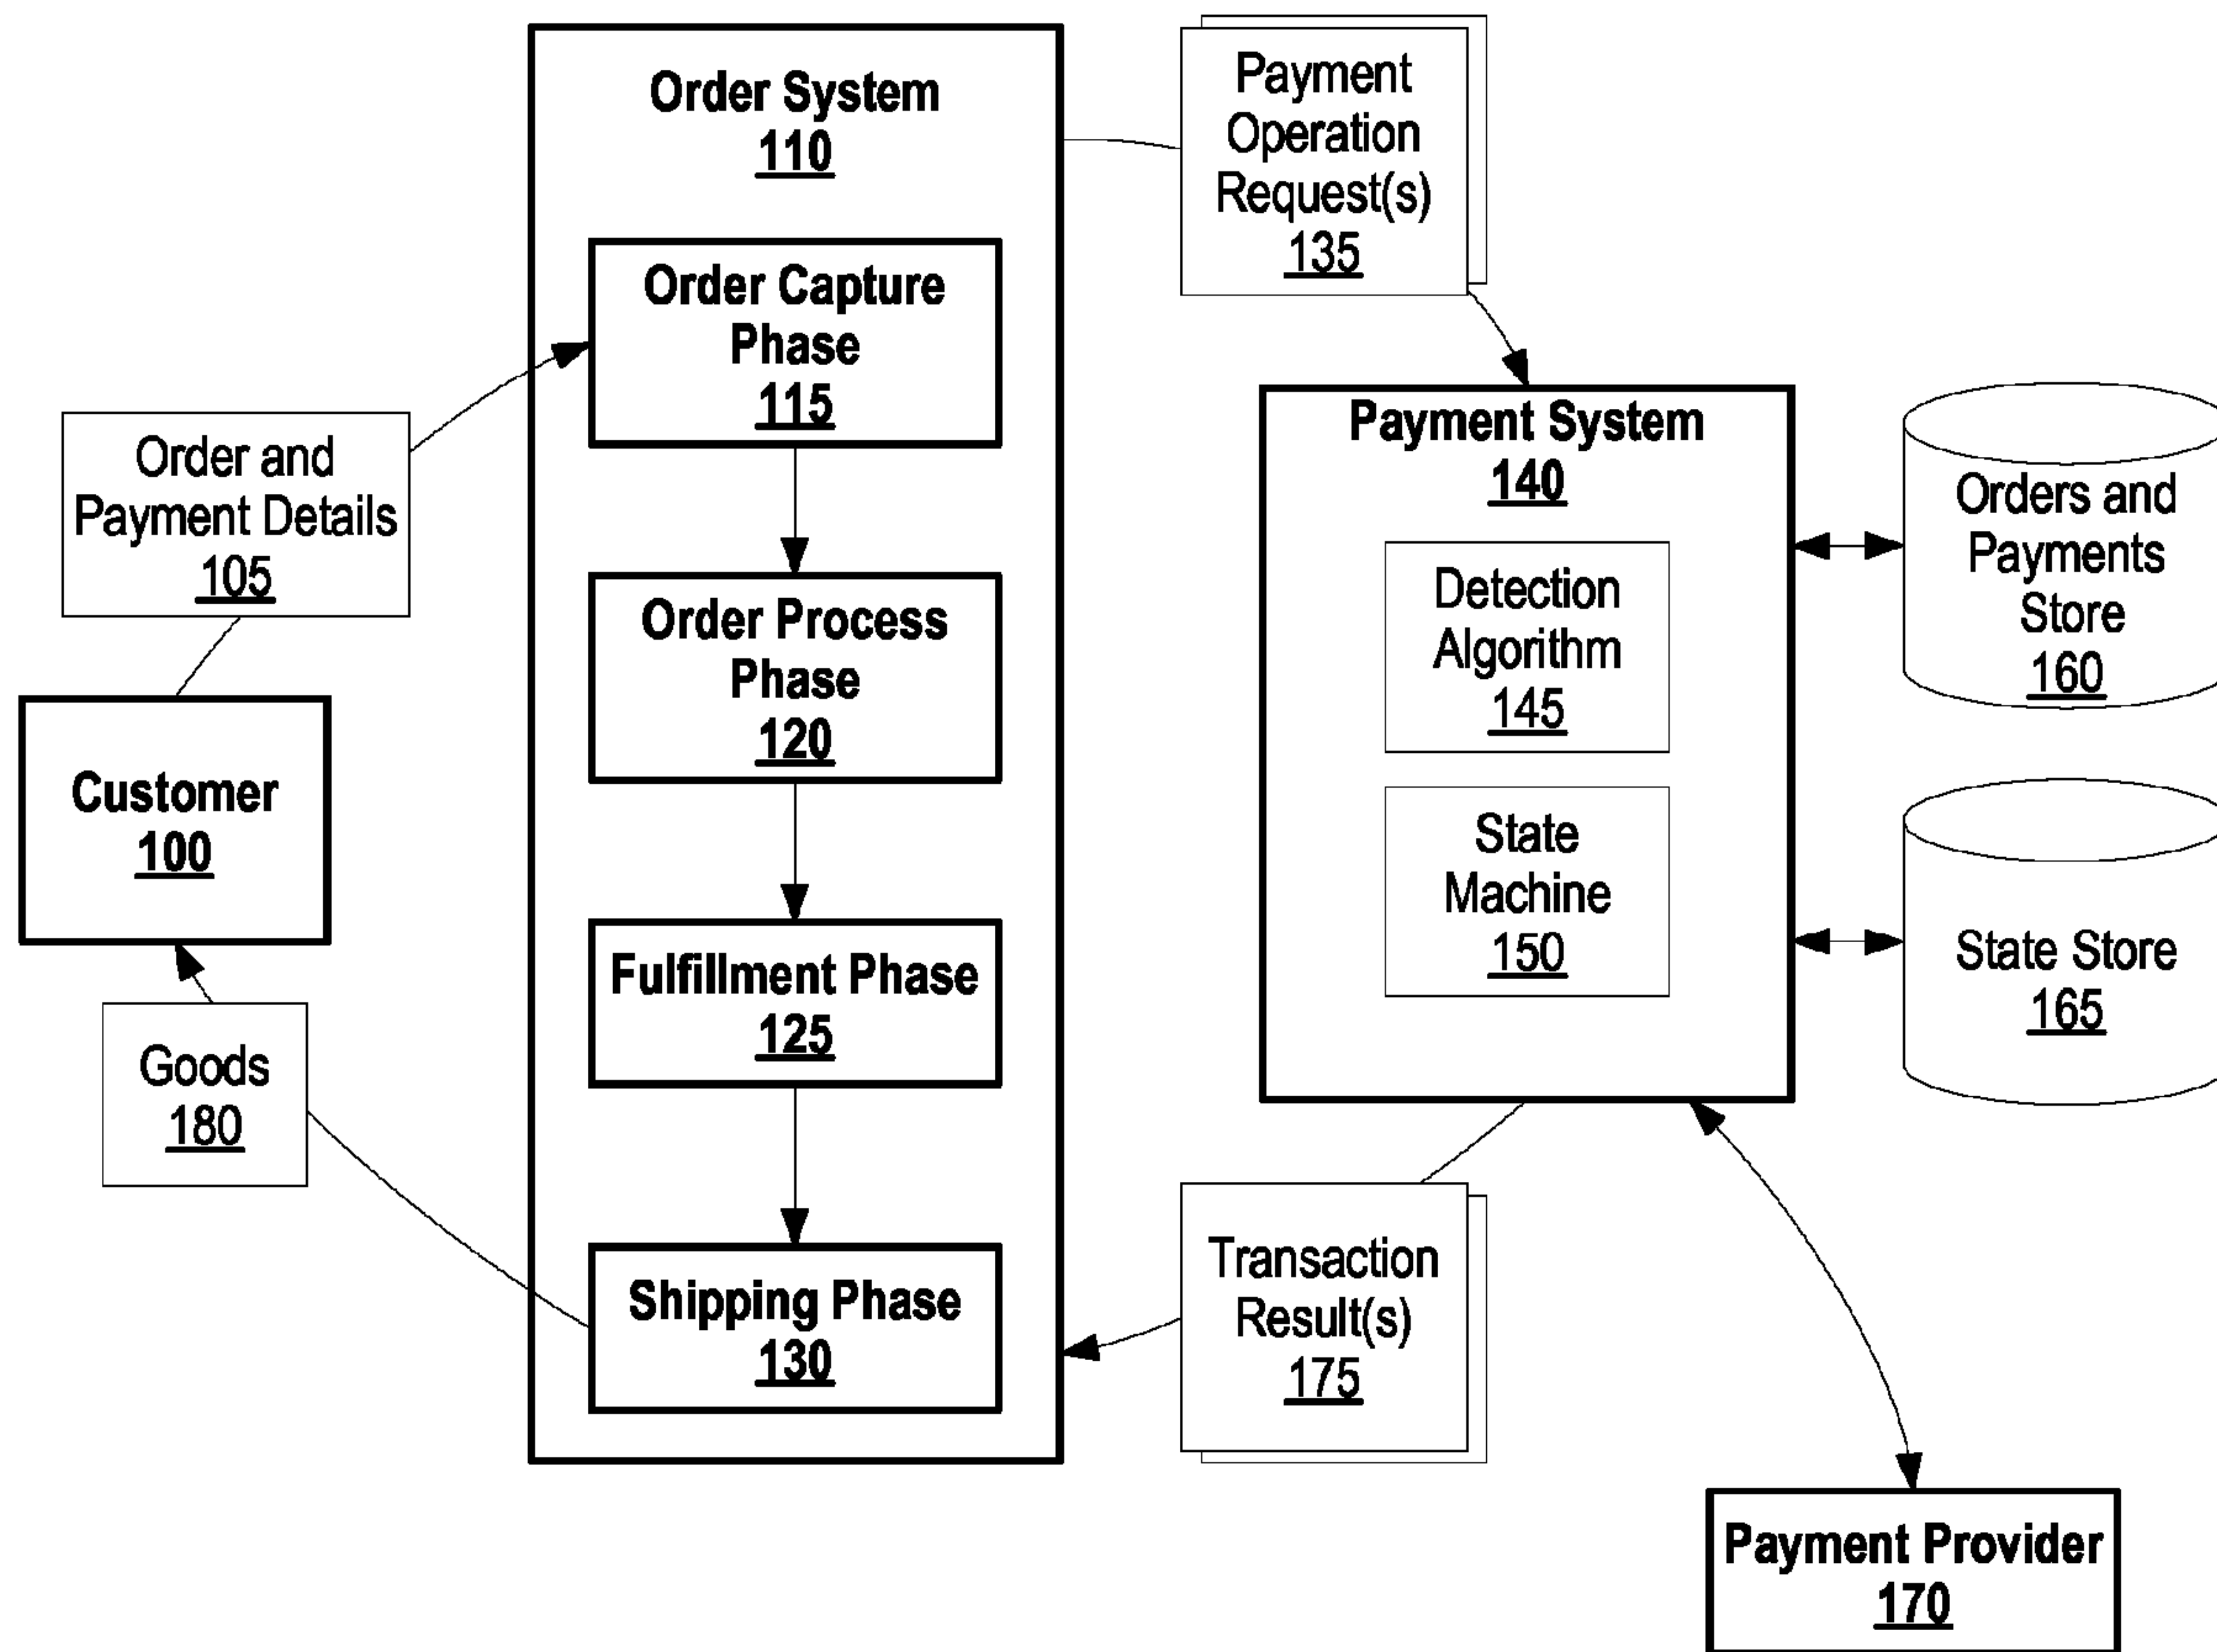 Order System
110
Order Capture
Phase
115
Order Process
Phase
120
Fulfillment Phase
125
Shipping Phase
130
Order and
Payment Details
105
Customer
100
Goods
180
Payment
Operation
Request(s)
135
Payment System
140
Detection
Algorithm
145
State
Machine
150
Orders and
Payments
Store
160
State Store
165
Transaction
Result(s)
175
Payment Provider
170